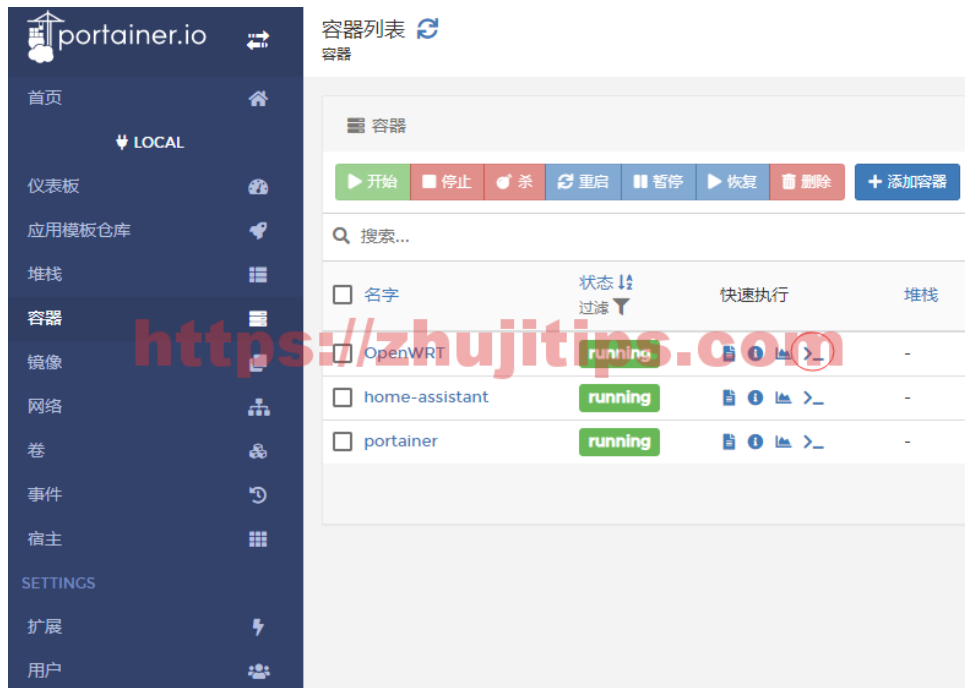 portainer.io
首页
LOCAL
仪表板
应用模板仓库
堆栈
容器
镜像
网络
卷
事件
宿主
SETTINGS
扩展
用户
容器列表
容器
容器
开始 停止 杀 重启 暂停 恢复 删除 添加容器
搜索...
名字 状态 过滤 快速执行 堆栈
OpenWRT running -
home-assistant running -
portainer running -
https://zhujitips.com